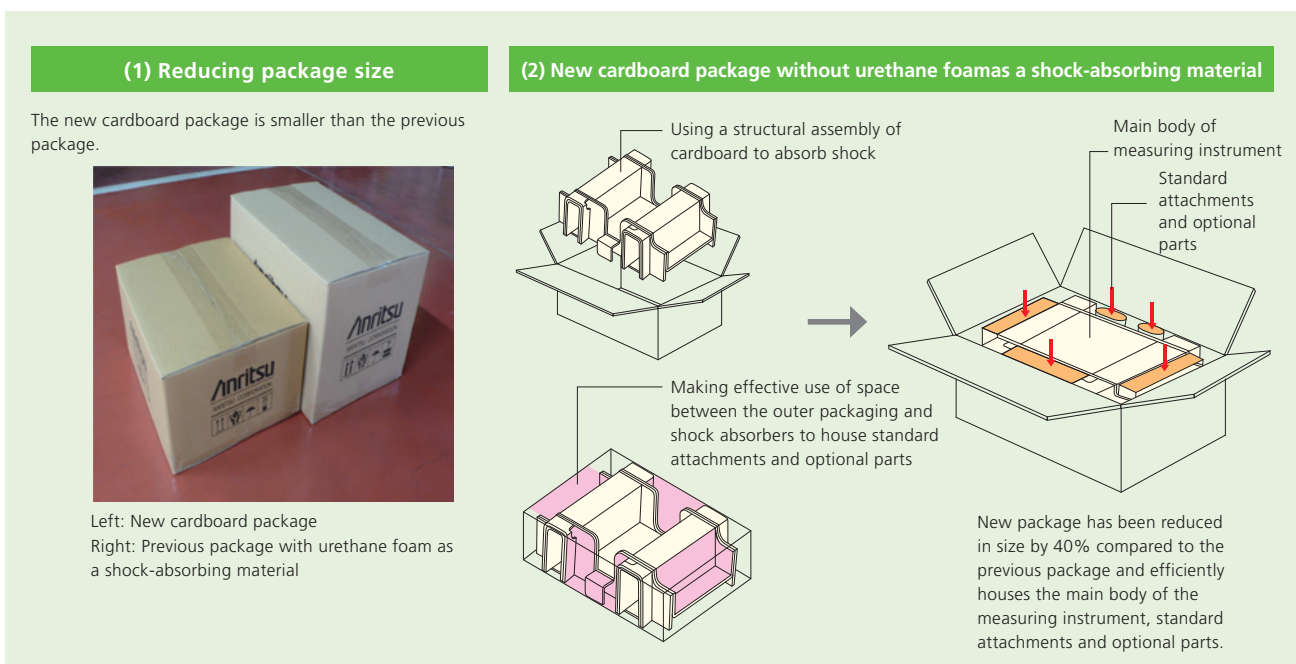 (1) Reducing package size
The new cardboard package is smaller than the previous
package.
Anritsu
ANRITSU CORPORATION
Anritsu
ANRITSU CORPORATION
Left: New cardboard package
Right: Previous package with urethane foam as
a shock-absorbing material
(2) New cardboard package without urethane foamas a shock-absorbing material
Using a structural assembly of
cardboard to absorb shock
Making effective use of space
between the outer packaging and
shock absorbers to house standard
attachments and optional parts
Main body of
measuring instrument
Standard
attachments
and optional
parts
New package has been reduced
in size by 40% compared to the
previous package and efficiently
houses the main body of the
measuring instrument, standard
attachments and optional parts.